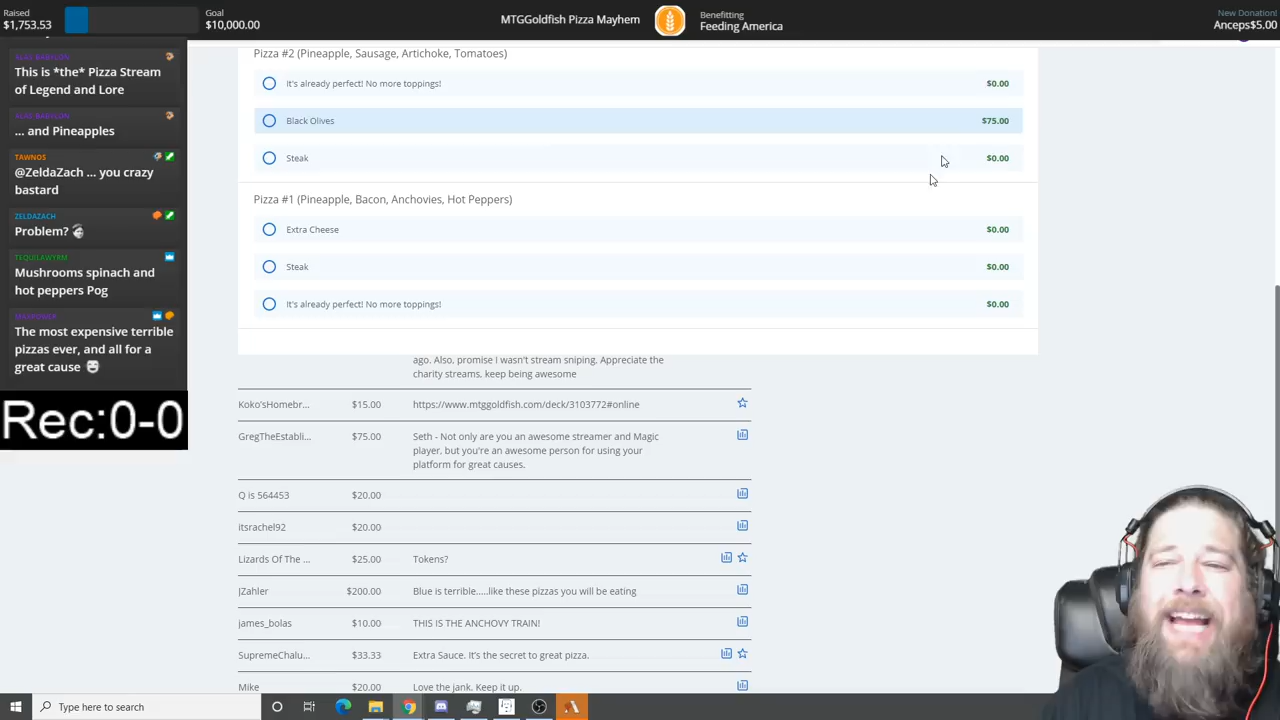 Raised
$1,753.53
Goal
$10,000.00
MTGGoldfish Pizza Mayhem
Benefitting
Feeding America
New Donation!
Anceps$5.00
ALAS BABYLON
This is *the* Pizza Stream
of Legend and Lore
ALAS BABYLON
... and Pineapples
TAWNOS
@ZeldaZach ... you crazy
bastard
ZELDAZACH
Problem?
TEQUILAWYRM
Mushrooms spinach and
hot peppers Pog
The most expensive terrible
pizzas ever, and all for a
great cause
Rec:0-0
Pizza #2 (Pineapple, Sausage, Artichoke, Tomatoes)
It's already perfect! No more toppings! $0.00
Black Olives $75.00
Steak $0.00
Pizza #1 (Pineapple, Bacon, Anchovies, Hot Peppers)
Extra Cheese $0.00
Steak $0.00
It's already perfect! No more toppings! $0.00
ago. Also, promise I wasn't stream sniping. Appreciate the
charity streams, keep being awesome
Koko'sHomebr... $15.00 https://www.mtggoldfish.com/deck/3103772#online
GregTheEstabli... $75.00 Seth - Not only are you an awesome streamer and Magic
player, but you're an awesome person for using your
platform for great causes.
Q is 564453 $20.00
itsrachel92 $20.00
Lizards Of The ... $25.00 Tokens?
JZahler $200.00 Blue is terrible.....like these pizzas you will be eating
james_bolas $10.00 THIS IS THE ANCHOVY TRAIN!
SupremeChalu... $33.33 Extra Sauce. It's the secret to great pizza.
Mike $20.00 Love the jank. Keep it up.
Type here to search